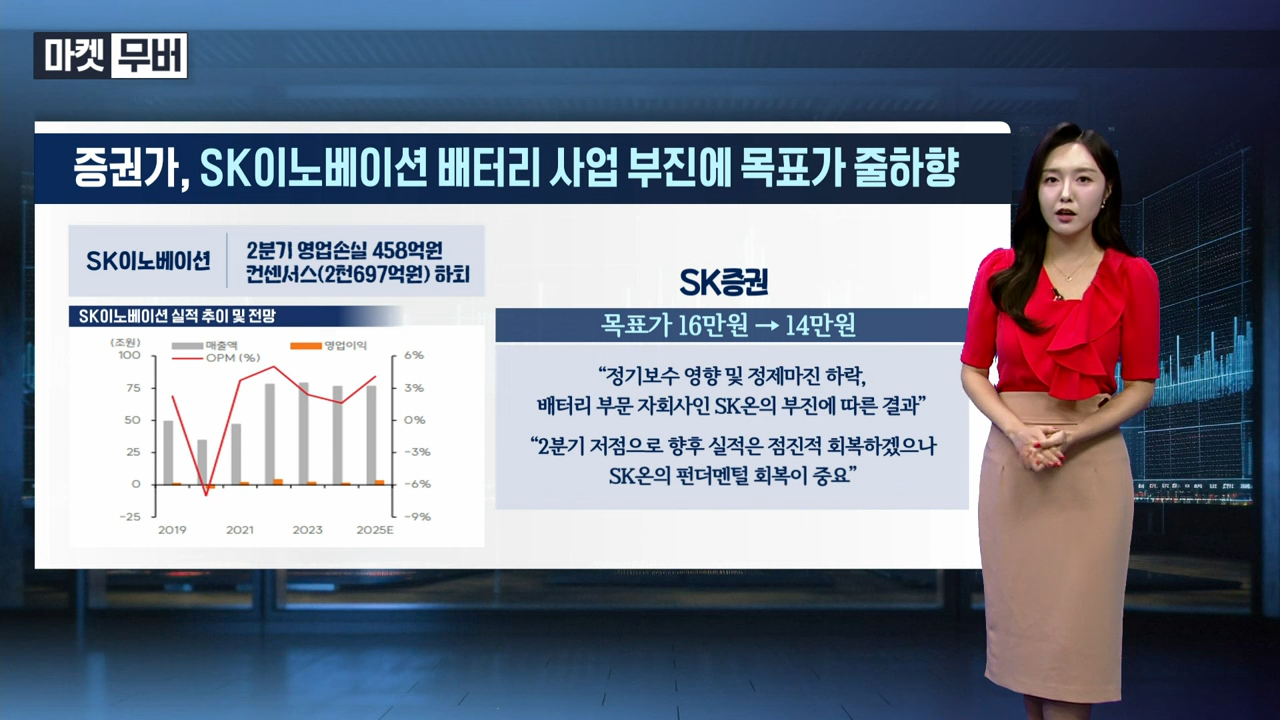 마켓 무버
증권가, SK이노베이션 배터리 사업 부진에 목표가 줄하향
SK이노베이션
2분기 영업손실 458억원
컨센서스(2천697억원) 하회
SK이노베이션 실적 추이 및 전망
(조원)
매출액
영업이익
OPM (%)
100
75
50
25
0
-25
6%
3%
0%
-3%
-6%
-9%
2019
2021
2023
2025E
SK증권
목표가 16만원 → 14만원
“정기보수 영향 및 정제마진 하락,
배터리 부문 자회사인 SK온의 부진에 따른 결과”
“2분기 저점으로 향후 실적은 점진적 회복하겠으나
SK온의 펀더멘털 회복이 중요”